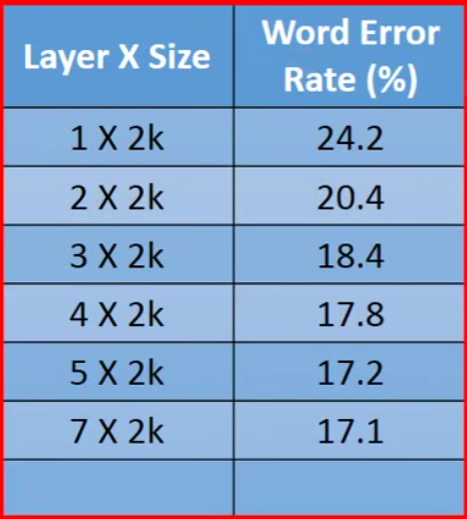 Layer X Size Word Error Rate (%)
1 X 2k 24.2
2 X 2k 20.4
3 X 2k 18.4
4 X 2k 17.8
5 X 2k 17.2
7 X 2k 17.1